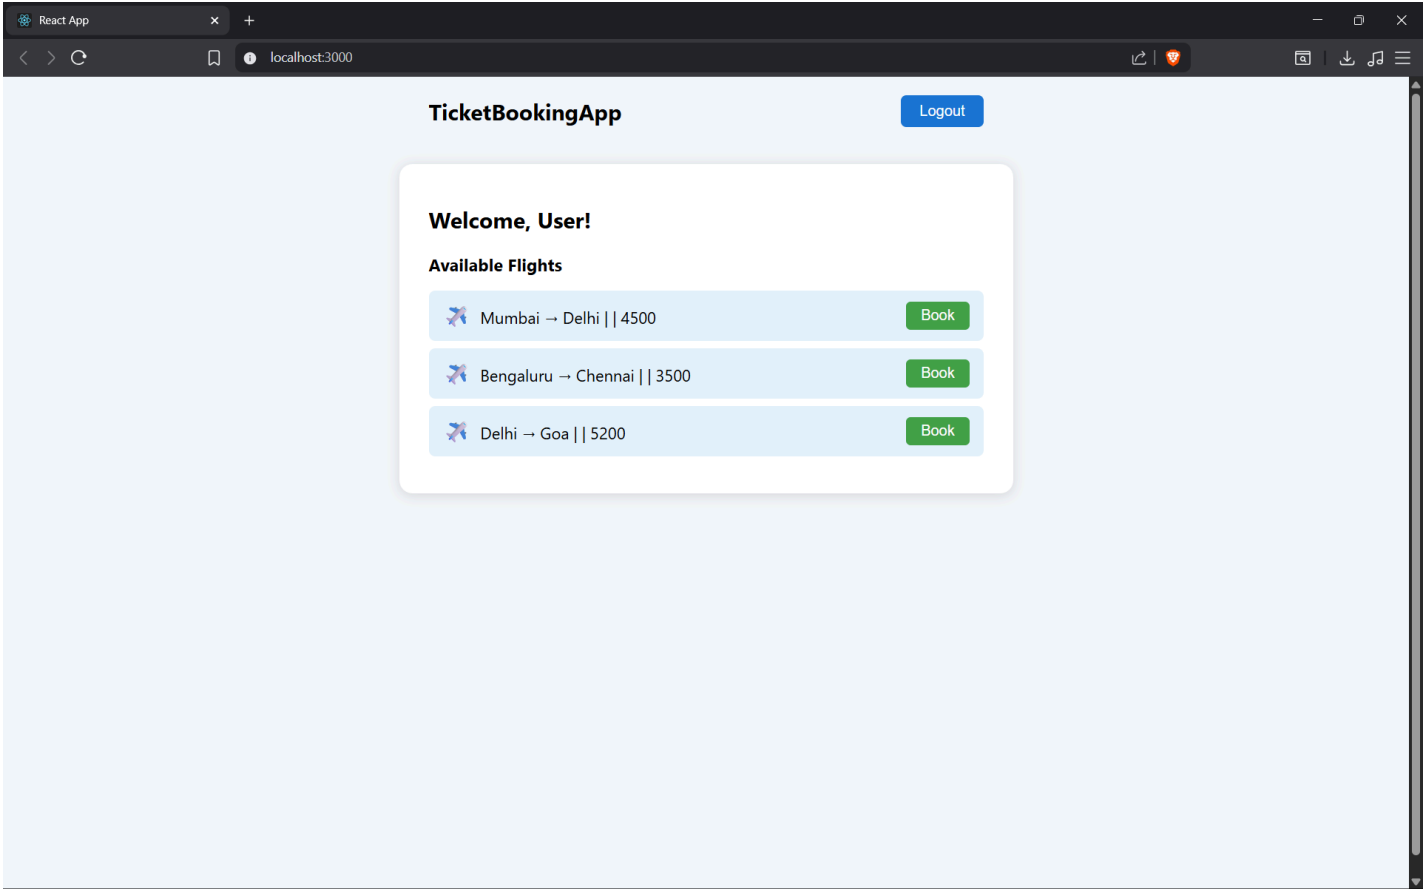 React App
localhost:3000
TicketBookingApp
Logout
Welcome, User!
Available Flights
Mumbai → Delhi | | 4500
Book
Bengaluru → Chennai | | 3500
Book
Delhi → Goa | | 5200
Book